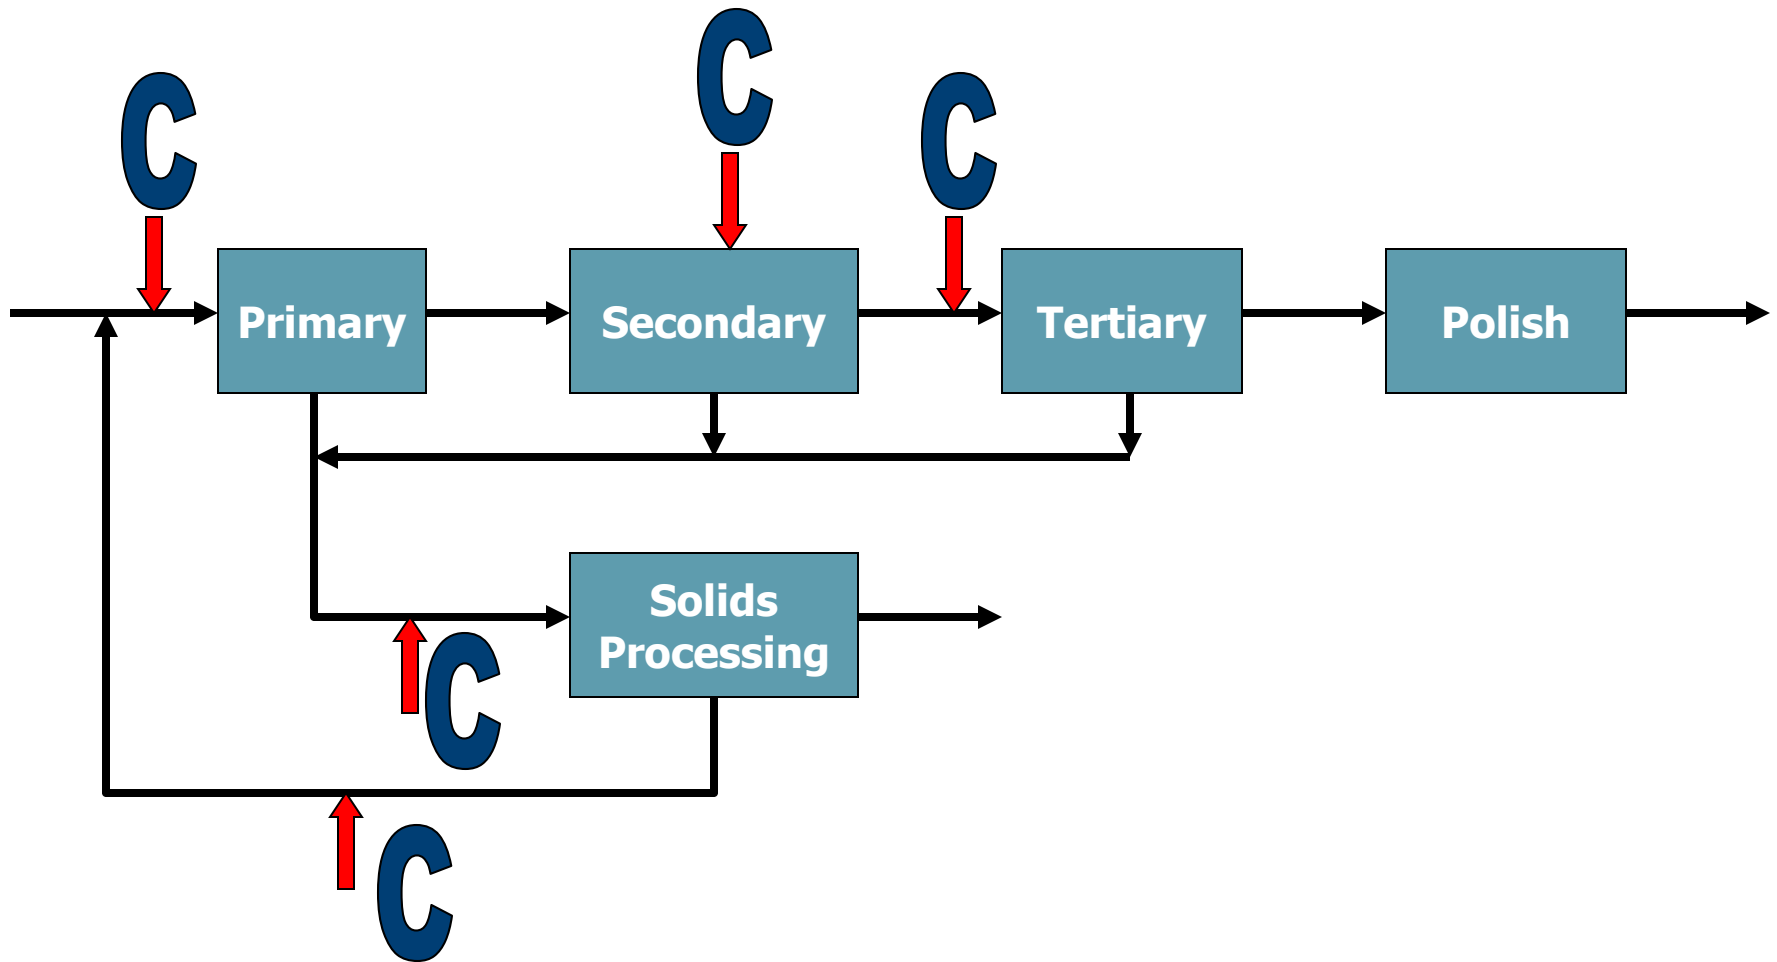 C
C
C
Primary
Secondary
Tertiary
Polish
Solids
Processing
C
C